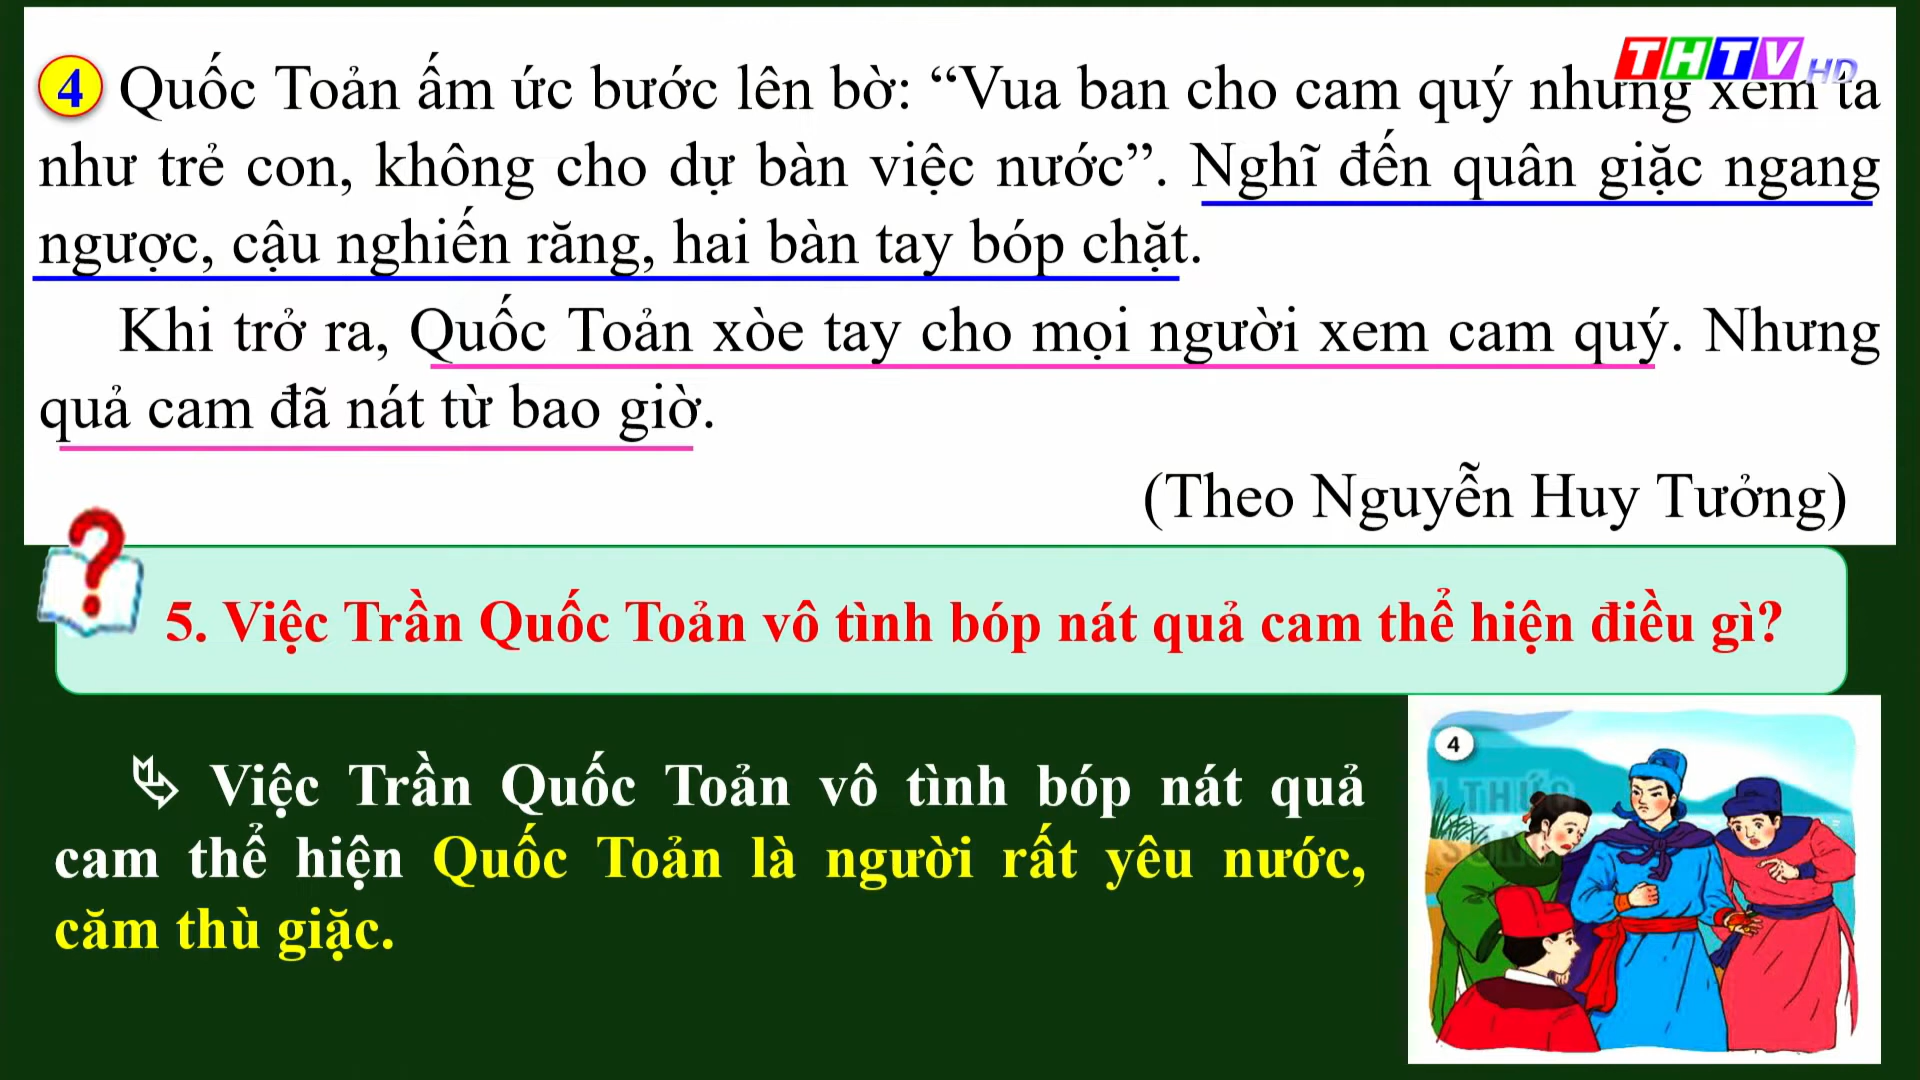 THTV HD
4 Quốc Toản ấm ức bước lên bờ: “Vua ban cho cam quý nhưng xem ta
như trẻ con, không cho dự bàn việc nước”. Nghĩ đến quân giặc ngang
ngược, cậu nghiến răng, hai bàn tay bóp chặt.
Khi trở ra, Quốc Toản xòe tay cho mọi người xem cam quý. Nhưng
quả cam đã nát từ bao giờ.
(Theo Nguyễn Huy Tưởng)
?
5. Việc Trần Quốc Toản vô tình bóp nát quả cam thể hiện điều gì?
Việc Trần Quốc Toản vô tình bóp nát quả
cam thể hiện Quốc Toản là người rất yêu nước,
căm thù giặc.
4
THỨC